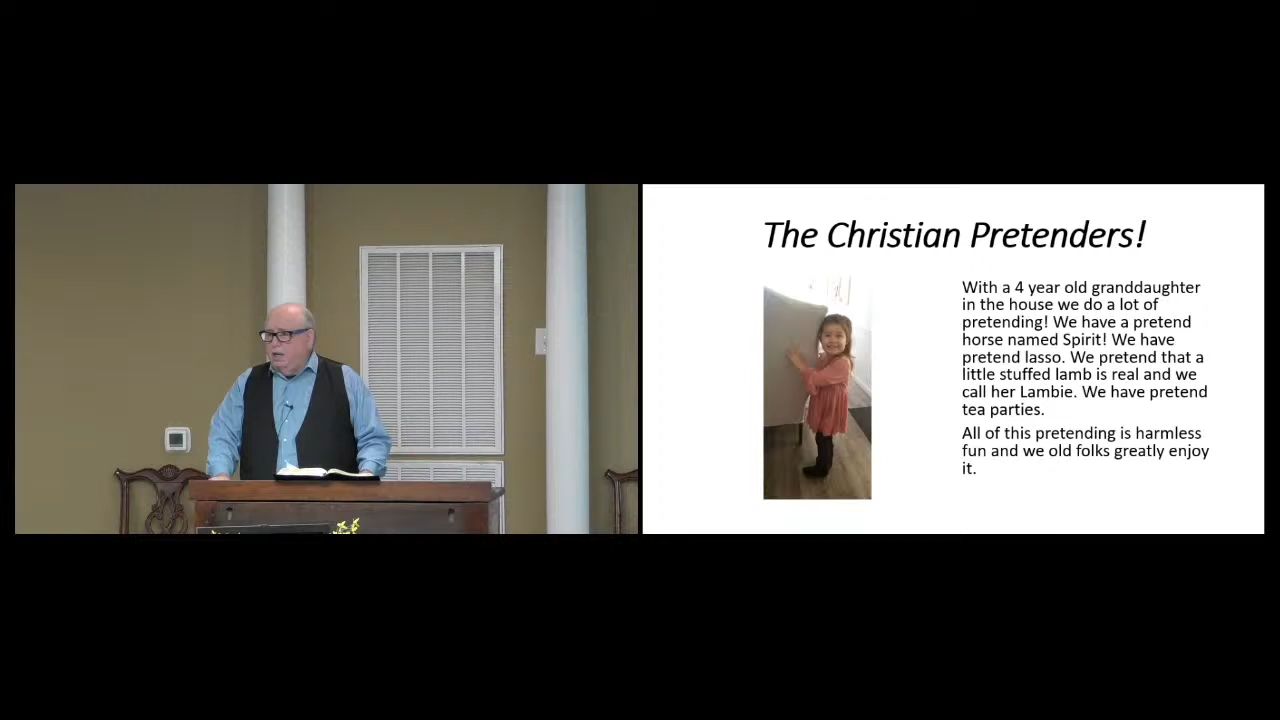 The Christian Pretenders!
With a 4 year old granddaughter
in the house we do a lot of
pretending! We have a pretend
horse named Spirit! We have
pretend lasso. We pretend that a
little stuffed lamb is real and we
call her Lambie. We have pretend
tea parties.
All of this pretending is harmless
fun and we old folks greatly enjoy
it.